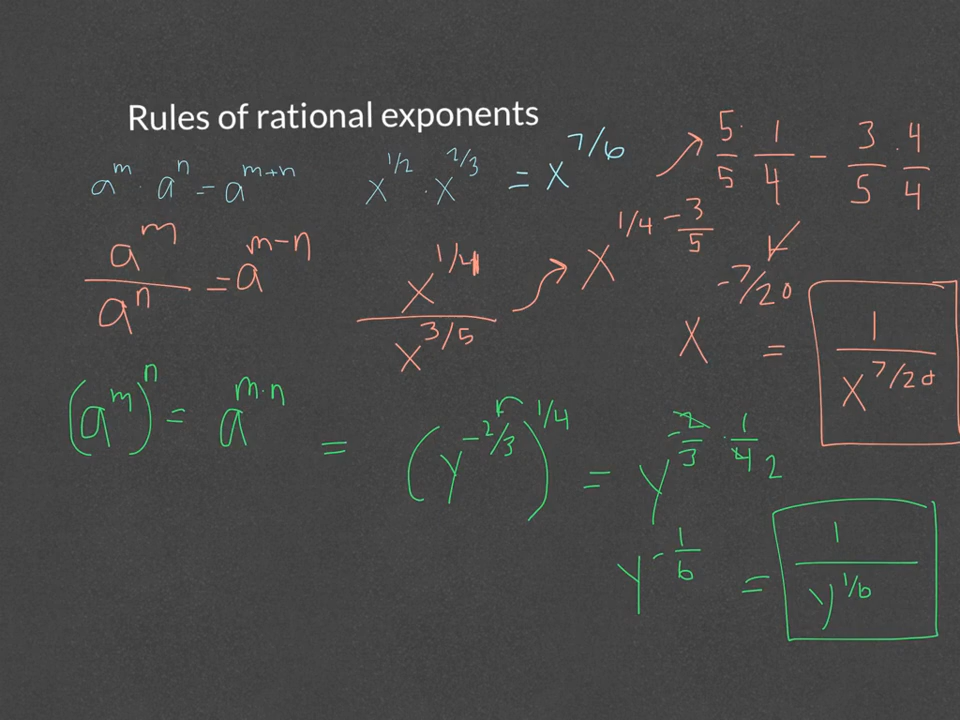 Rules of rational exponents
a^m · a^n = a^{m+n}
x^{1/2} · x^{2/3} = x^{7/6}
a^m / a^n = a^{m-n}
x^{1/4} / x^{3/5} → x^{1/4 - 3/5} → 5/5 · 1/4 - 3/5 · 4/4
x^{-7/20} = 1 / x^{7/20}
(a^m)^n = a^{m·n}
= (y^{-2/3})^{1/4} = y^{-2/3 · 1/4} 2
y^{-1/6} = 1 / y^{1/6}